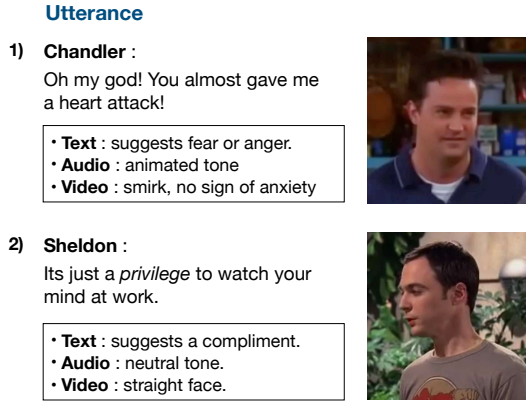 Utterance
1) Chandler :
Oh my god! You almost gave me
a heart attack!
• Text : suggests fear or anger.
• Audio : animated tone
• Video : smirk, no sign of anxiety
2) Sheldon :
Its just a privilege to watch your
mind at work.
• Text : suggests a compliment.
• Audio : neutral tone.
• Video : straight face.